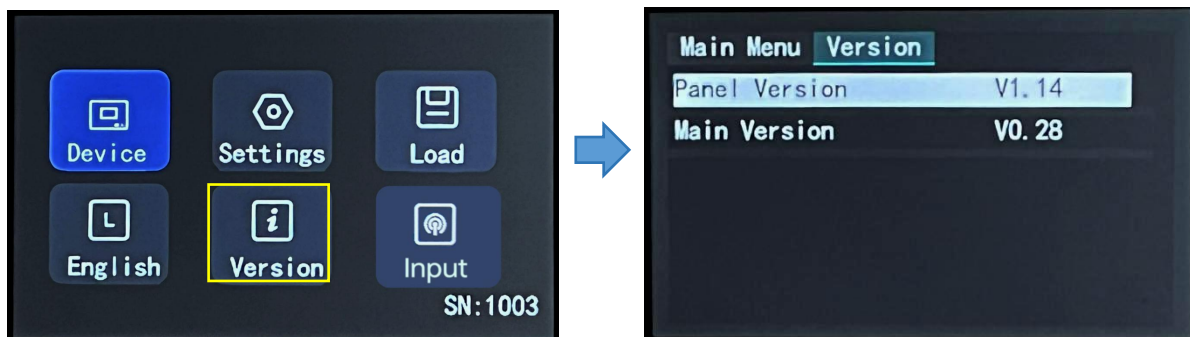 Device Settings Load
English Version Input
SN:1003
Main Menu Version
Panel Version V1.14
Main Version V0.28